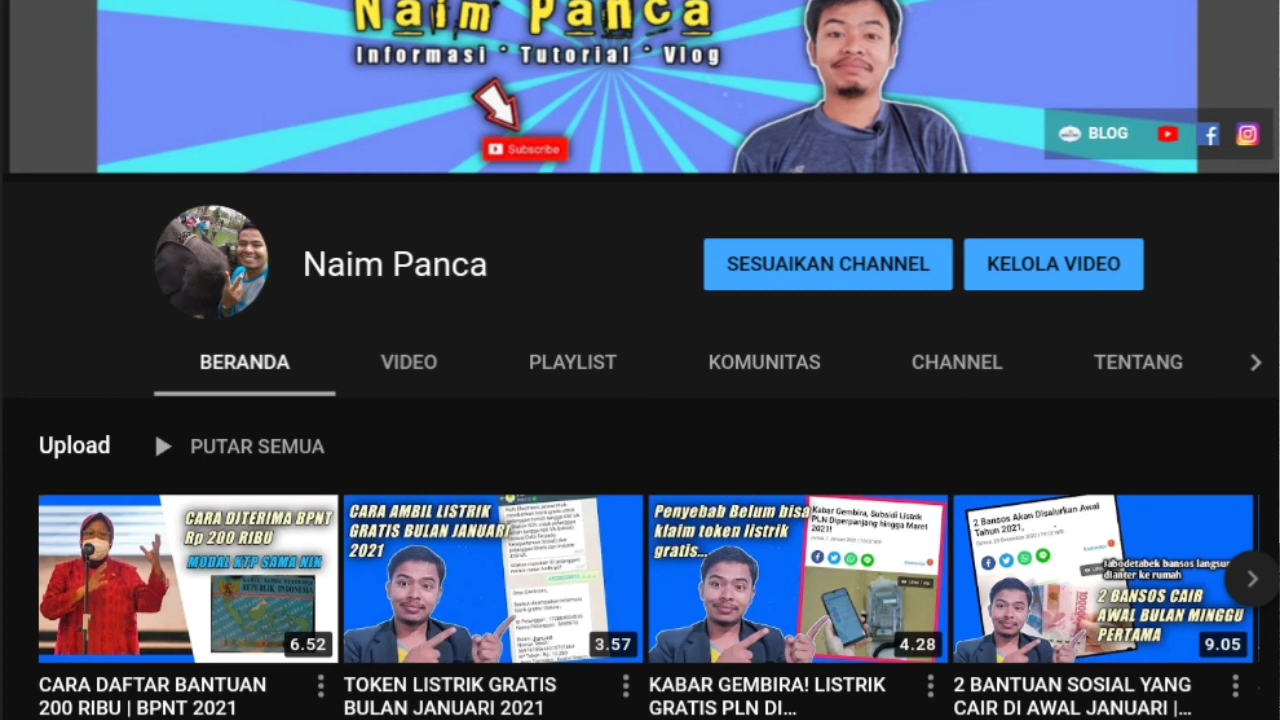 Naim Panca
Informasi * Tutorial * Vlog
Subscribe
BLOG
Naim Panca
SESUAIKAN CHANNEL
KELOLA VIDEO
BERANDA
VIDEO
PLAYLIST
KOMUNITAS
CHANNEL
TENTANG
Upload
PUTAR SEMUA
CARA DITERIMA BPNT
Rp 200 RIBU
MODAL KTP SAMA NIK
REPUBLIK INDONESIA
6.52
CARA DAFTAR BANTUAN
200 RIBU | BPNT 2021
CARA AMBIL LISTRIK
GRATIS BULAN JANUARI
2021
3.57
TOKEN LISTRIK GRATIS
BULAN JANUARI 2021
Penyebab Belum bisa
klaim token listrik
gratis...
Kabar Gembira, Subsidi Listrik
PLN Diperpanjang hingga Maret
2021!
4.28
KABAR GEMBIRA! LISTRIK
GRATIS PLN DI...
2 Bansos Akan Disalurkan Awal
Tahun 2021,
Jabodetabek bansos langsung
dianter ke rumah
2 BANSOS CAIR
AWAL BULAN MINGGU
PERTAMA
9.05
2 BANTUAN SOSIAL YANG
CAIR DI AWAL JANUARI |...